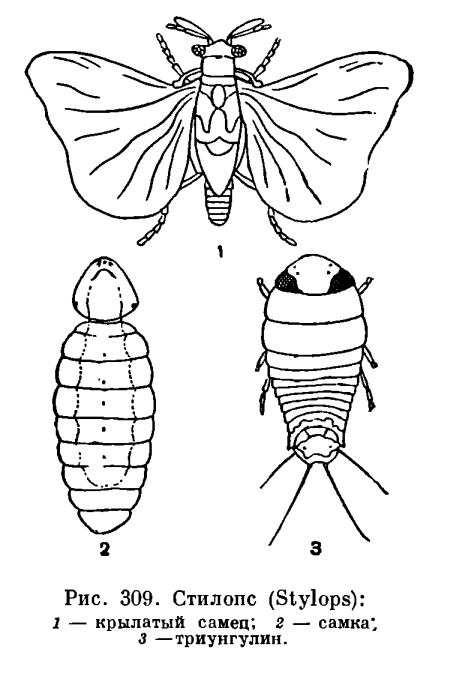 1
2
3
Рис. 309. Стилопс (Stylops):
1 — крылатый самец; 2 — самка;
3 —триунгулин.